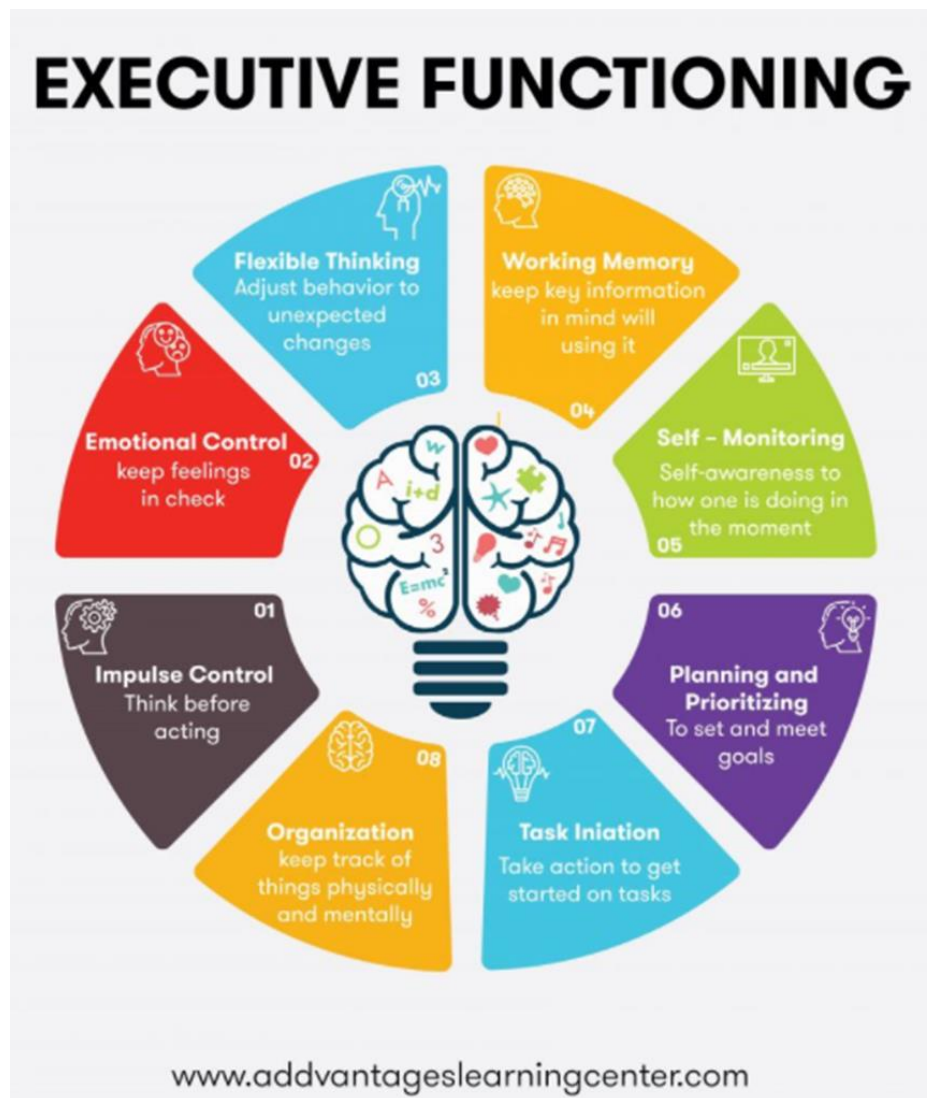 EXECUTIVE FUNCTIONING
01
Impulse Control
Think before
acting
02
Emotional Control
keep feelings
in check
03
Flexible Thinking
Adjust behavior to
unexpected
changes
04
Working Memory
keep key information
in mind will
using it
05
Self - Monitoring
Self-awareness to
how one is doing in
the moment
06
Planning and
Prioritizing
To set and meet
goals
07
Task Iniation
Take action to get
started on tasks
08
Organization
keep track of
things physically
and mentally
W
A
i+d
3
E=mc²
%
www.addvantageslearningcenter.com